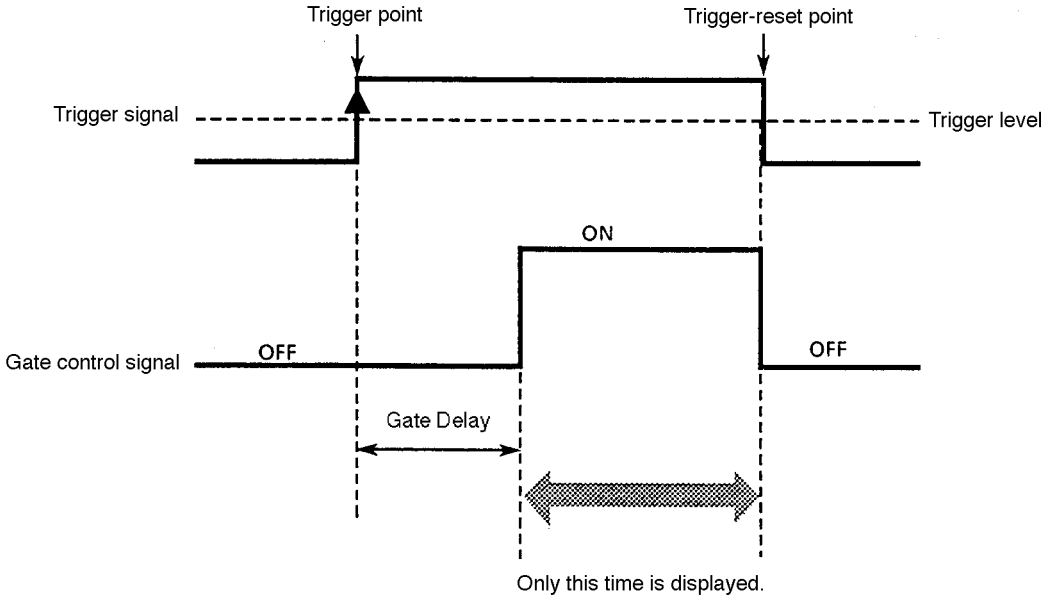 Trigger point
Trigger-reset point
Trigger signal
Trigger level
ON
OFF
OFF
Gate control signal
Gate Delay
Only this time is displayed.